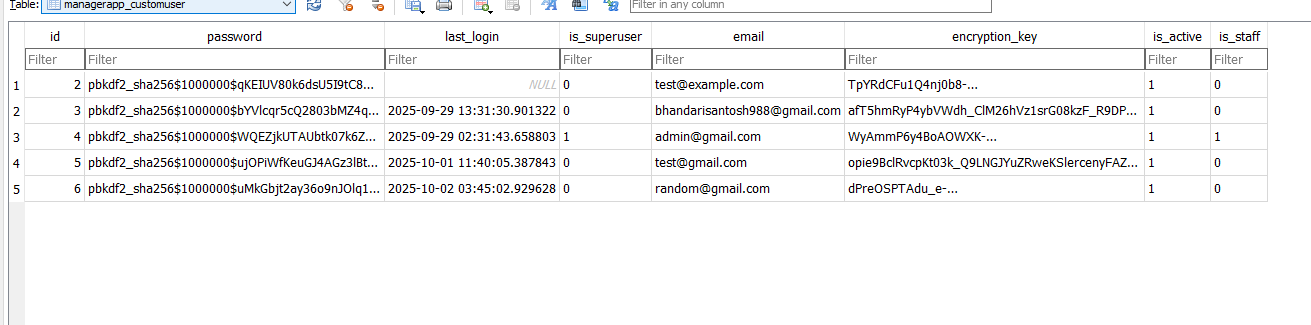 Table: managerapp_customuser Filter in any column
id password last_login is_superuser email encryption_key is_active is_staff
Filter Filter Filter Filter Filter Filter Filter Filter
1 2 pbkdf2_sha256$1000000$qKEIUV80k6dsU5I9tC8... NULL 0 test@example.com TpYRdCFu1Q4nj0b8-... 1 0
2 3 pbkdf2_sha256$1000000$bYVlcqr5cQ2803bMZ4q... 2025-09-29 13:31:30.901322 0 bhandarisantosh988@gmail.com afT5hmRyP4ybVWdh_ClM26hVz1srG08kzF_R9DP... 1 0
3 4 pbkdf2_sha256$1000000$WQEZjkUTAUbtk07k6Z... 2025-09-29 02:31:43.658803 1 admin@gmail.com WyAmmP6y4BoAOWXK-... 1 1
4 5 pbkdf2_sha256$1000000$ujOPiWfKeuGJ4AGz3lBt... 2025-10-01 11:40:05.387843 0 test@gmail.com opie9BclRvcpKt03k_Q9LNGJYuZRweKSlercenyFAZ... 1 0
5 6 pbkdf2_sha256$1000000$uMkGbjt2ay36o9nJOlq1... 2025-10-02 03:45:02.929628 0 random@gmail.com dPreOSPTAdu_e-... 1 0